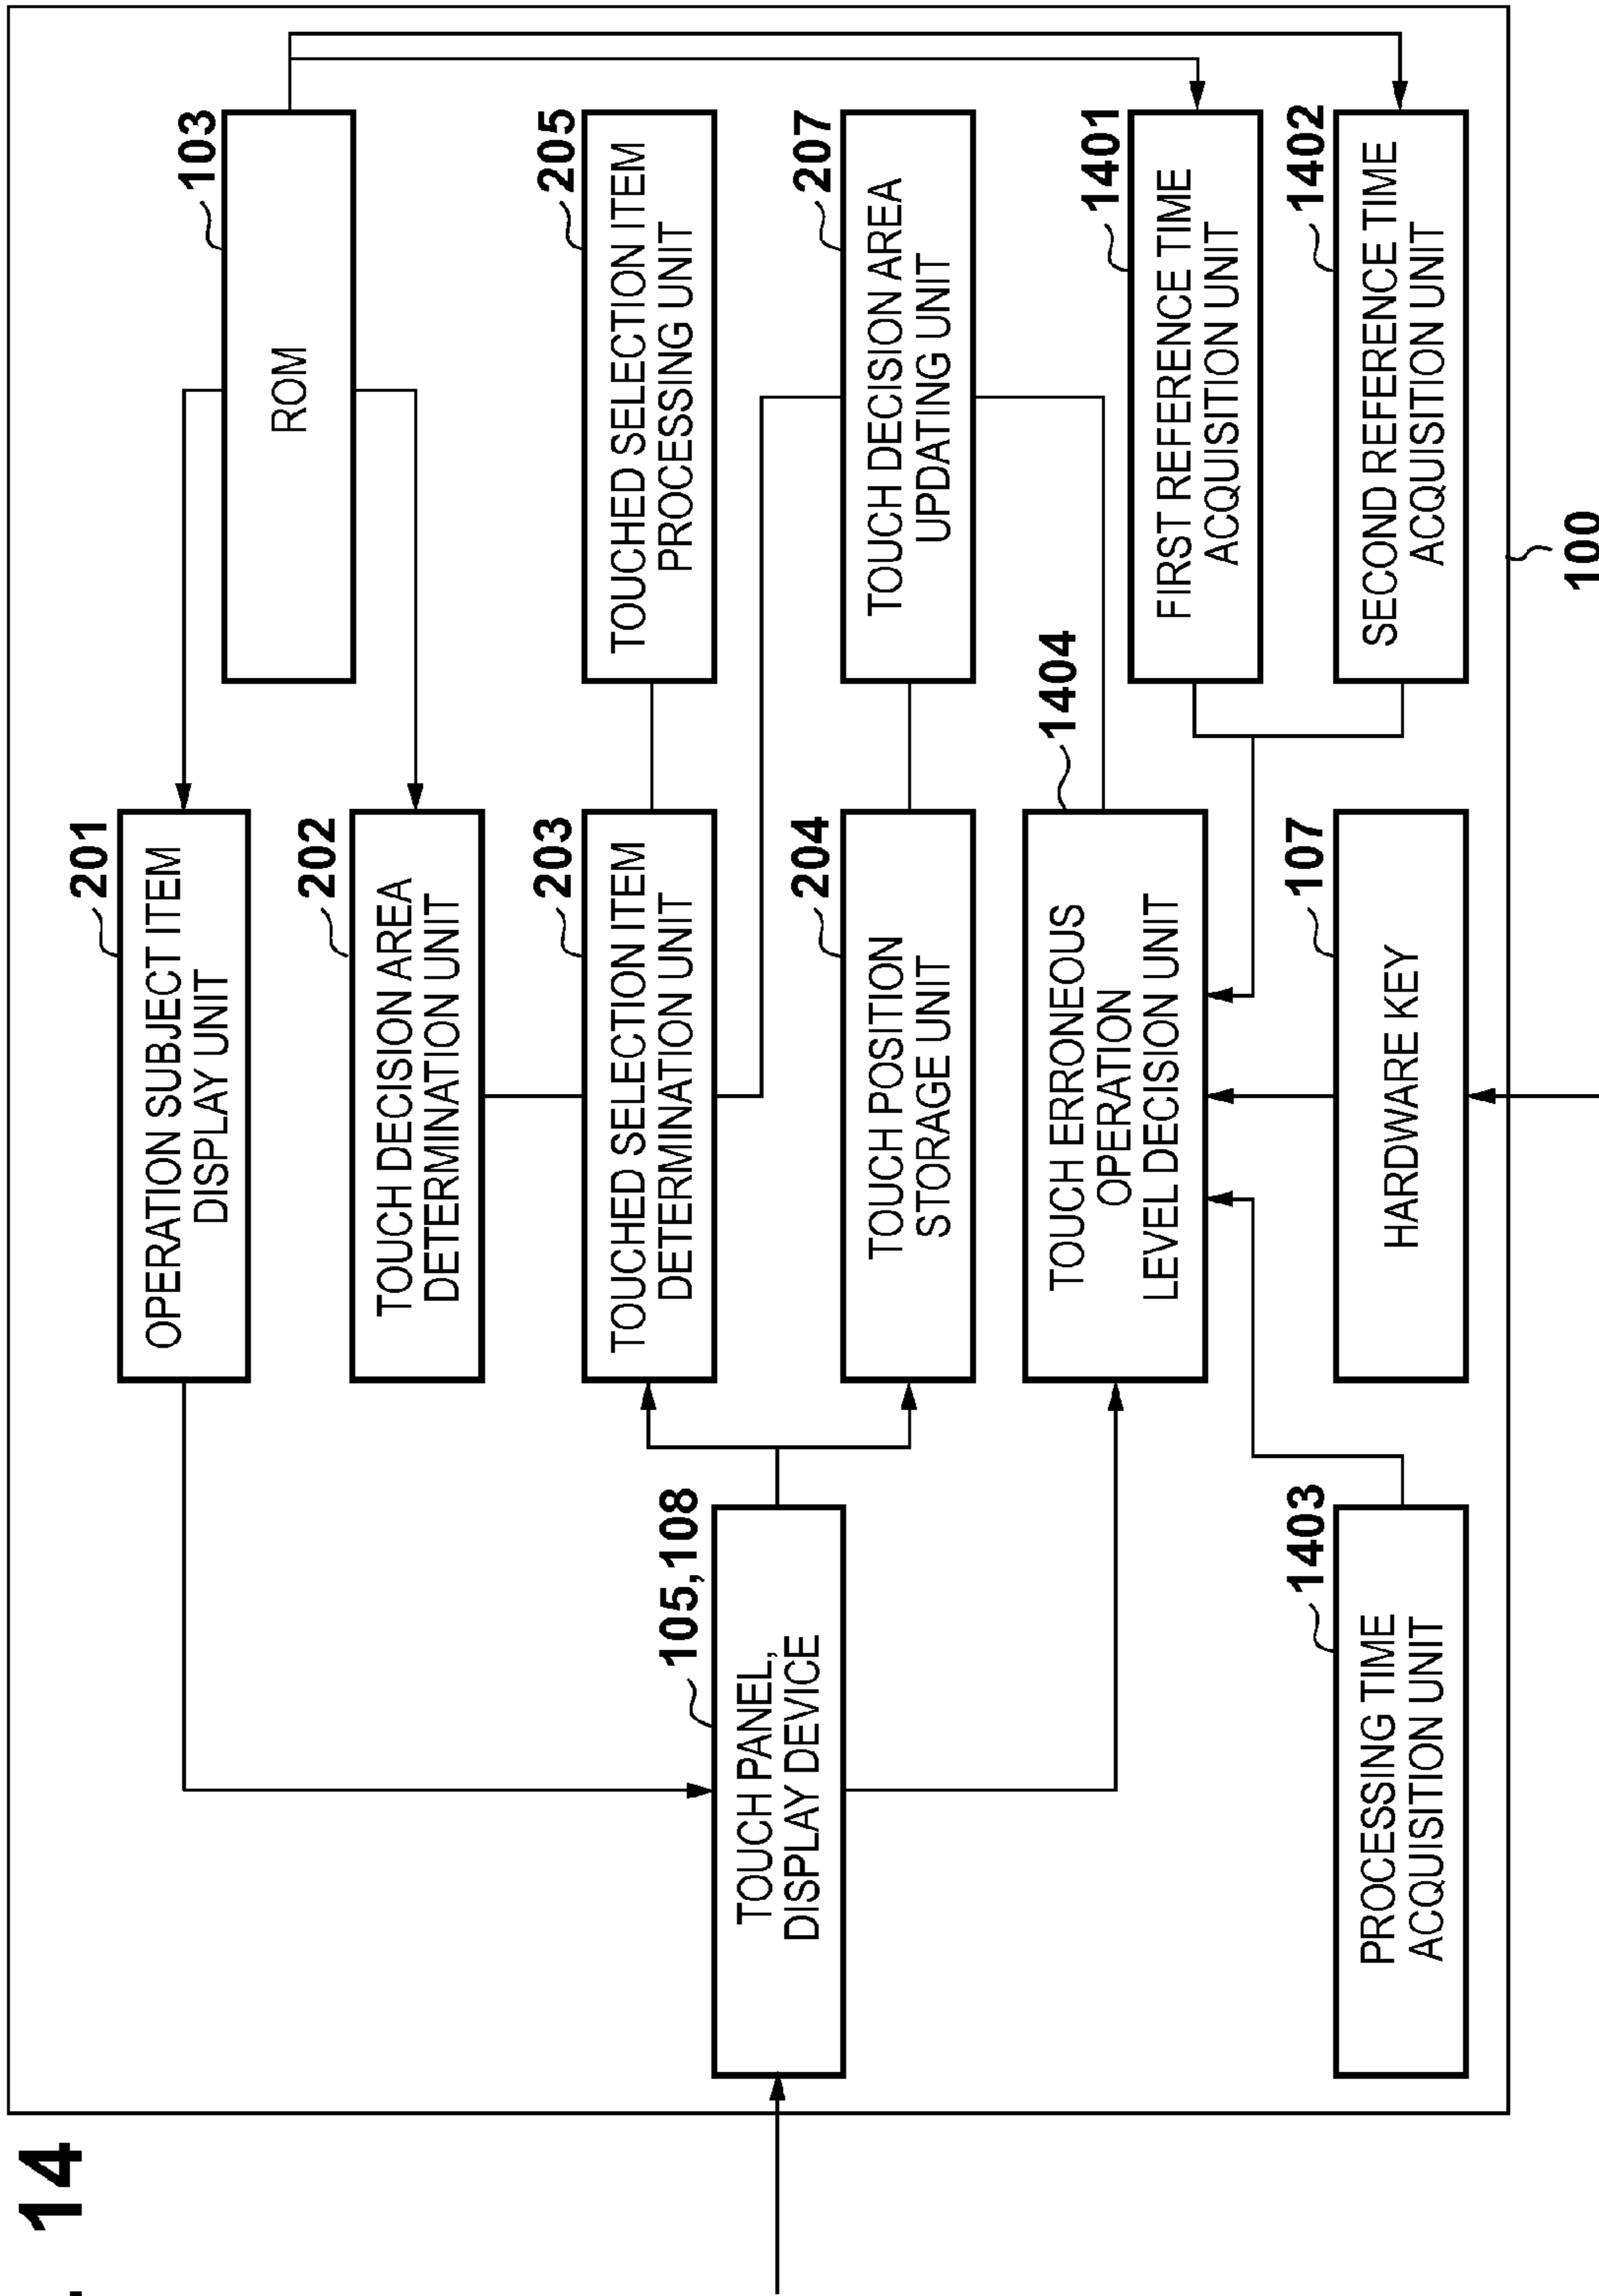 14
201
OPERATION SUBJECT ITEM
DISPLAY UNIT
103
ROM
202
TOUCH DECISION AREA
DETERMINATION UNIT
203
TOUCHED SELECTION ITEM
DETERMINATION UNIT
205
TOUCHED SELECTION ITEM
PROCESSING UNIT
105,108
TOUCH PANEL,
DISPLAY DEVICE
204
TOUCH POSITION
STORAGE UNIT
207
TOUCH DECISION AREA
UPDATING UNIT
1404
TOUCH ERRONEOUS
OPERATION
LEVEL DECISION UNIT
1401
FIRST REFERENCE TIME
ACQUISITION UNIT
1403
PROCESSING TIME
ACQUISITION UNIT
107
HARDWARE KEY
1402
SECOND REFERENCE TIME
ACQUISITION UNIT
100